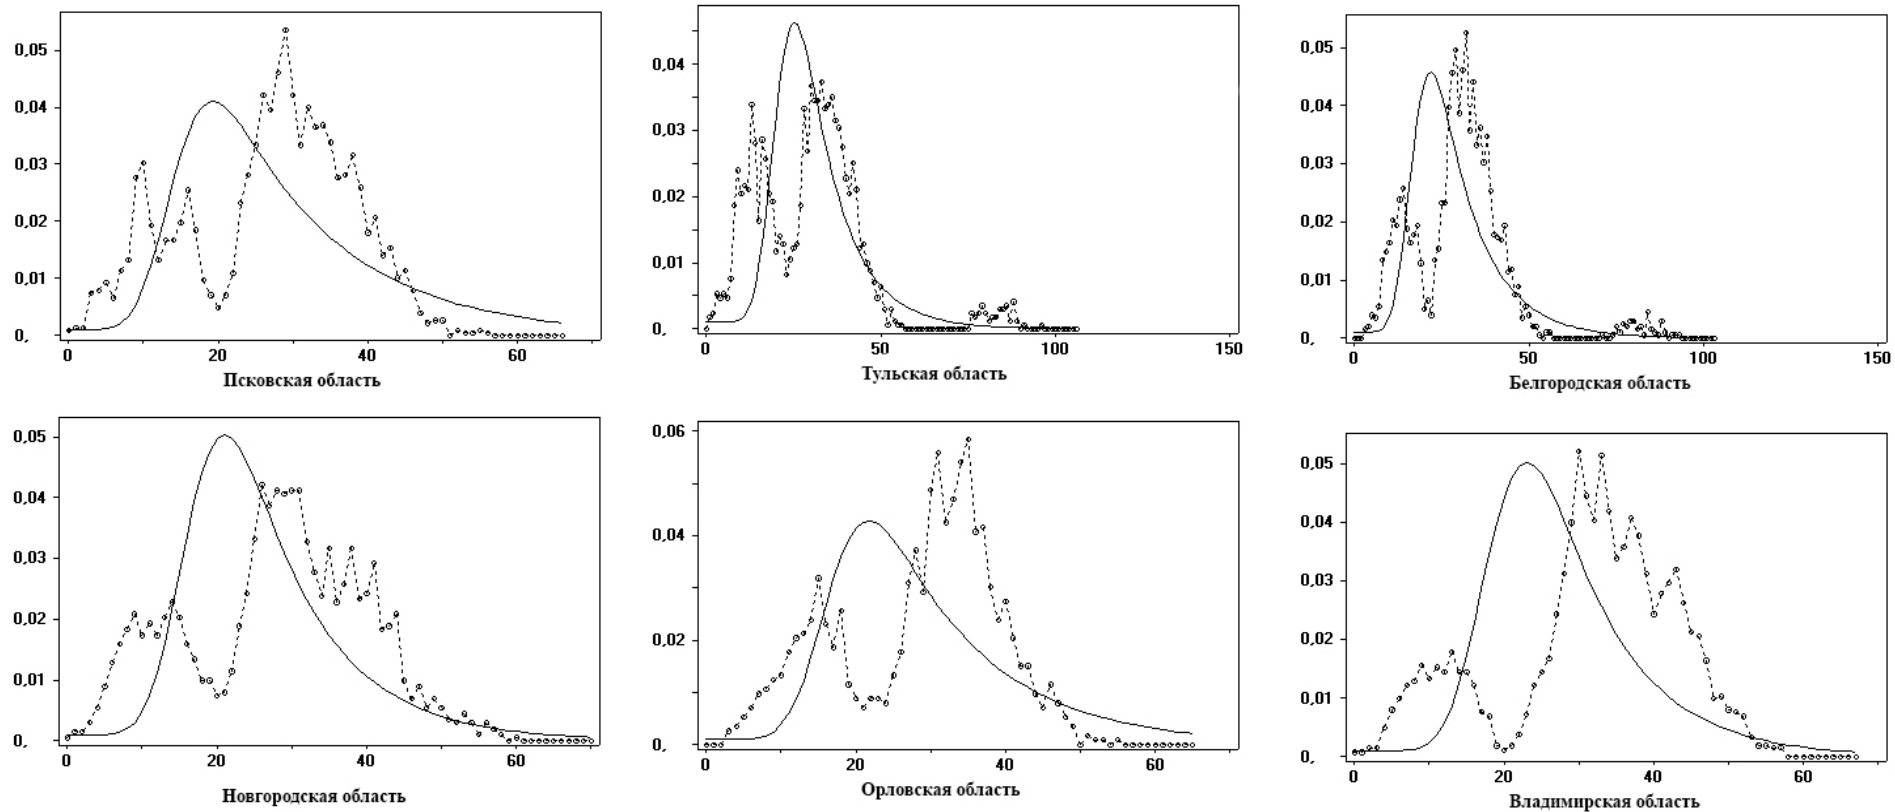 0,05
0,04
0,03
0,02
0,01
0,
0 20 40 60
Псковская область
0,04
0,03
0,02
0,01
0,
0 50 100 150
Тульская область
0,05
0,04
0,03
0,02
0,01
0,
0 50 100 150
Белгородская область
0,05
0,04
0,03
0,02
0,01
0,
0 20 40 60
Новгородская область
0,06
0,04
0,02
0,
0 20 40 60
Орловская область
0,05
0,04
0,03
0,02
0,01
0,
0 20 40 60
Владимирская область